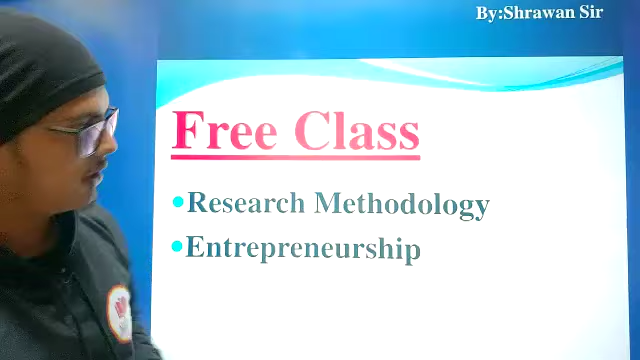 By:Shrawan Sir
Free Class
•Research Methodology
•Entrepreneurship